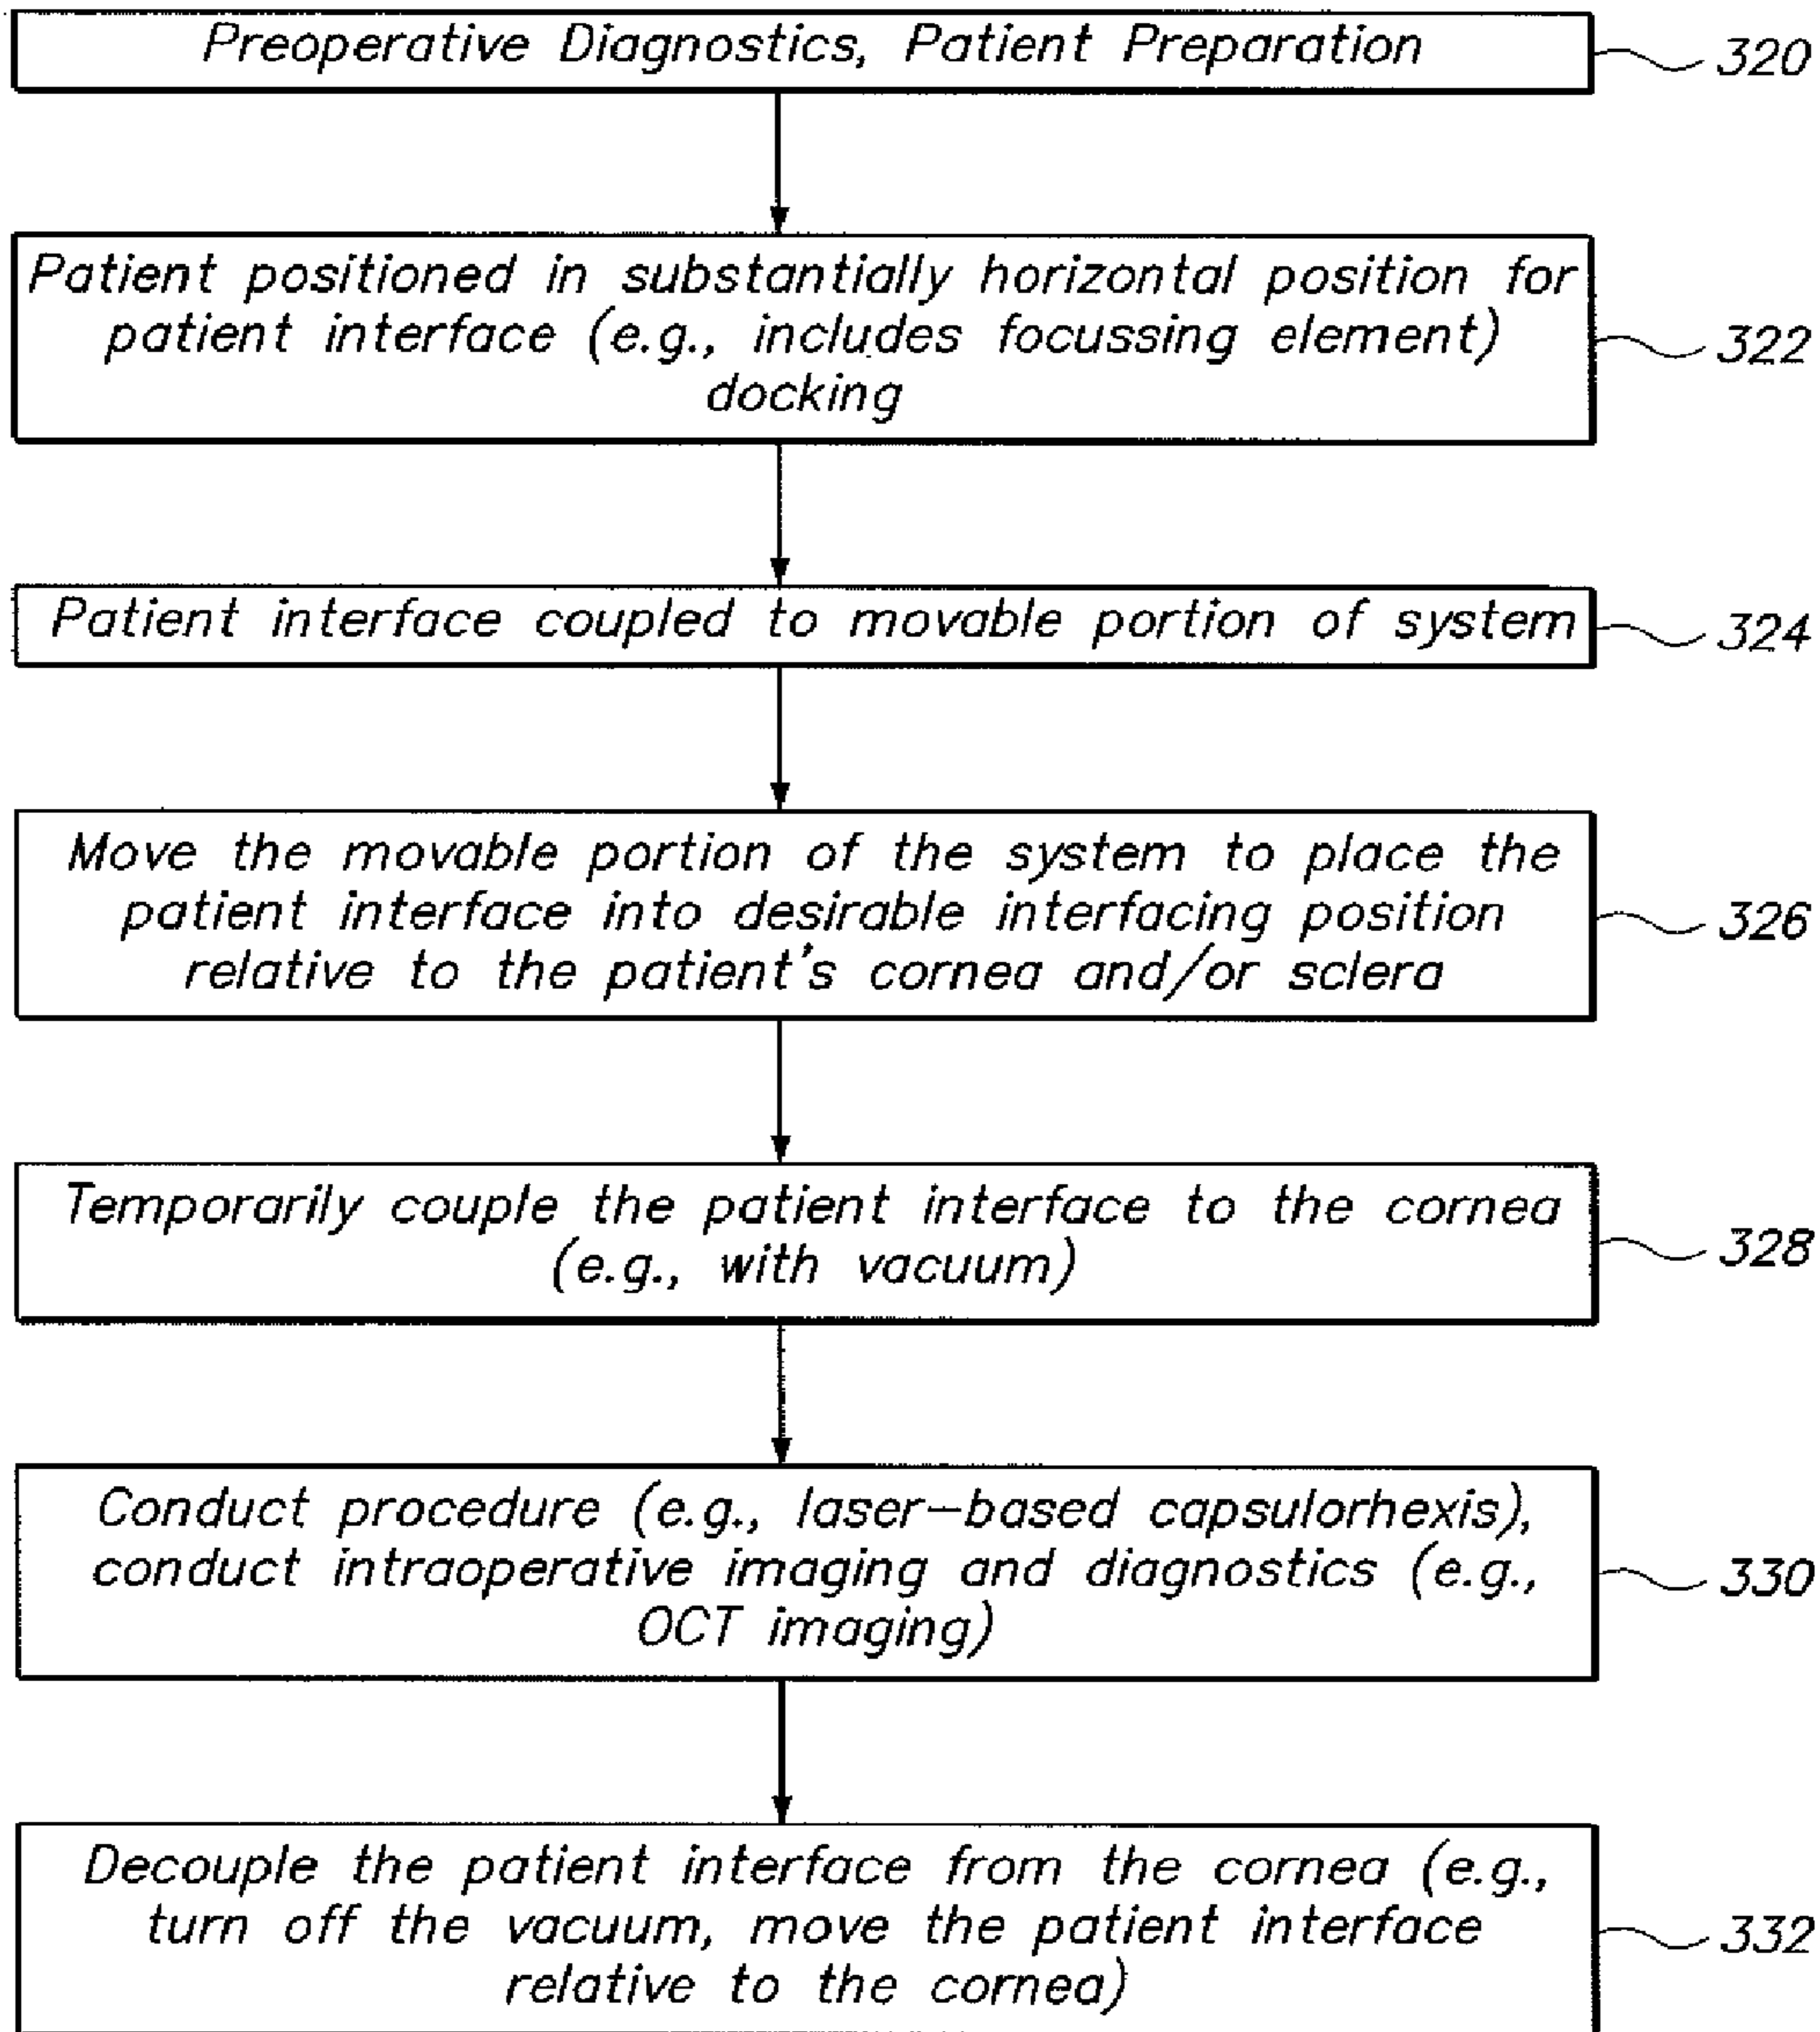 Preoperative Diagnostics, Patient Preparation
320
Patient positioned in substantially horizontal position for
patient interface (e.g., includes focussing element)
docking
322
Patient interface coupled to movable portion of system
324
Move the movable portion of the system to place the
patient interface into desirable interfacing position
relative to the patient's cornea and/or sclera
326
Temporarily couple the patient interface to the cornea
(e.g., with vacuum)
328
Conduct procedure (e.g., laser-based capsulorhexis),
conduct intraoperative imaging and diagnostics (e.g.,
OCT imaging)
330
Decouple the patient interface from the cornea (e.g.,
turn off the vacuum, move the patient interface
relative to the cornea)
332